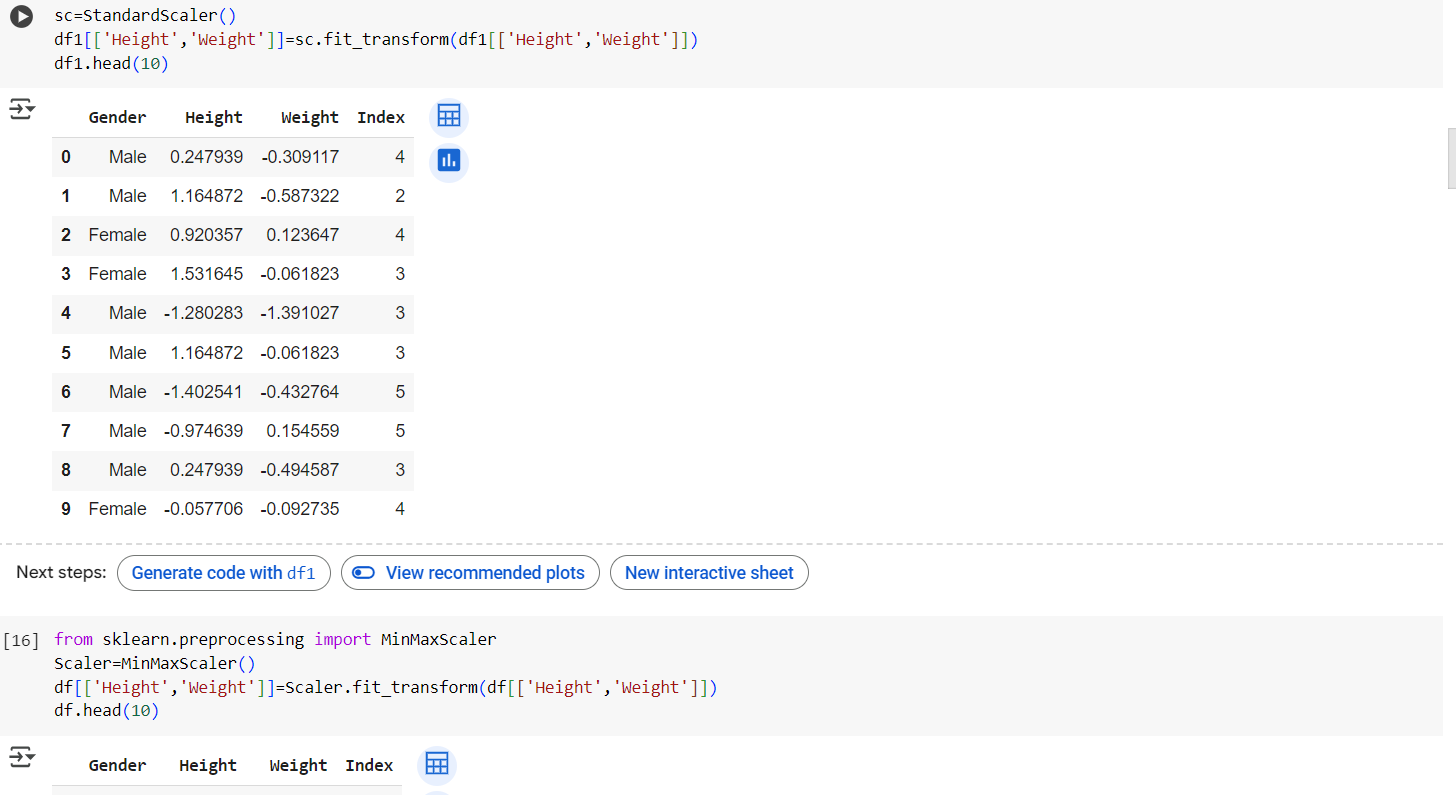 sc=StandardScaler()
df1[['Height','Weight']]=sc.fit_transform(df1[['Height','Weight']])
df1.head(10)
Gender Height Weight Index
0 Male 0.247939 -0.309117 4
1 Male 1.164872 -0.587322 2
2 Female 0.920357 0.123647 4
3 Female 1.531645 -0.061823 3
4 Male -1.280283 -1.391027 3
5 Male 1.164872 -0.061823 3
6 Male -1.402541 -0.432764 5
7 Male -0.974639 0.154559 5
8 Male 0.247939 -0.494587 3
9 Female -0.057706 -0.092735 4
Next steps: Generate code with df1 View recommended plots New interactive sheet
[16] from sklearn.preprocessing import MinMaxScaler
Scaler=MinMaxScaler()
df[['Height','Weight']]=Scaler.fit_transform(df[['Height','Weight']])
df.head(10)
Gender Height Weight Index